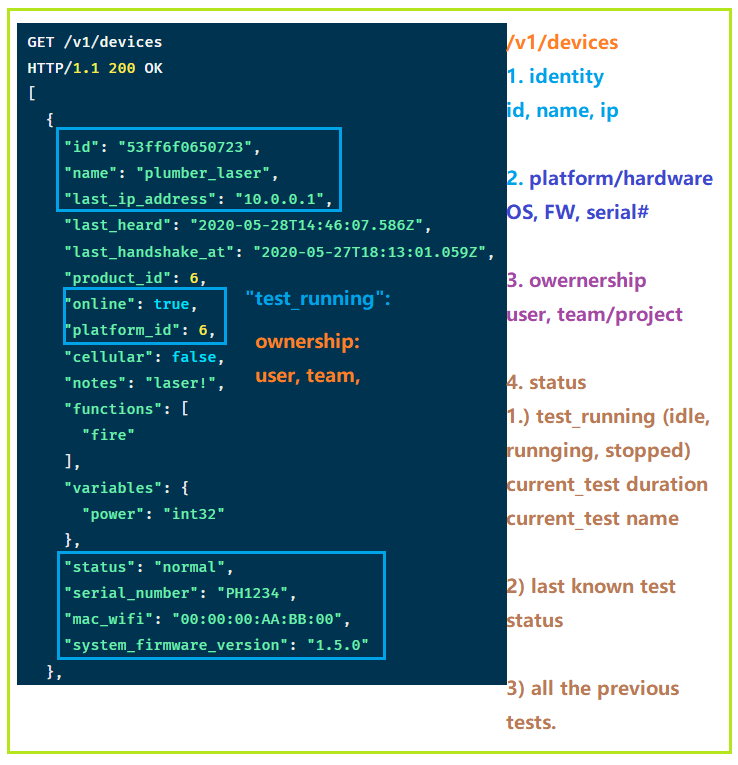 GET /v1/devices
HTTP/1.1 200 OK
[
{
"id": "53ff6f0650723",
"name": "plumber_laser",
"last_ip_address": "10.0.0.1",
"last_heard": "2020-05-28T14:46:07.586Z",
"last_handshake_at": "2020-05-27T18:13:01.059Z",
"product_id": 6,
"online": true,
"platform_id": 6,
"cellular": false,
"notes": "laser!",
"functions": [
"fire"
],
"variables": {
"power": "int32"
},
"status": "normal",
"serial_number": "PH1234",
"mac_wifi": "00:00:00:AA:BB:00",
"system_firmware_version": "1.5.0"
},
"test_running":
ownership:
user, team,
/v1/devices
1. identity
id, name, ip
2. platform/hardware
OS, FW, serial#
3. owernership
user, team/project
4. status
1.) test_running (idle,
runnging, stopped)
current_test duration
current_test name
2) last known test
status
3) all the previous
tests.